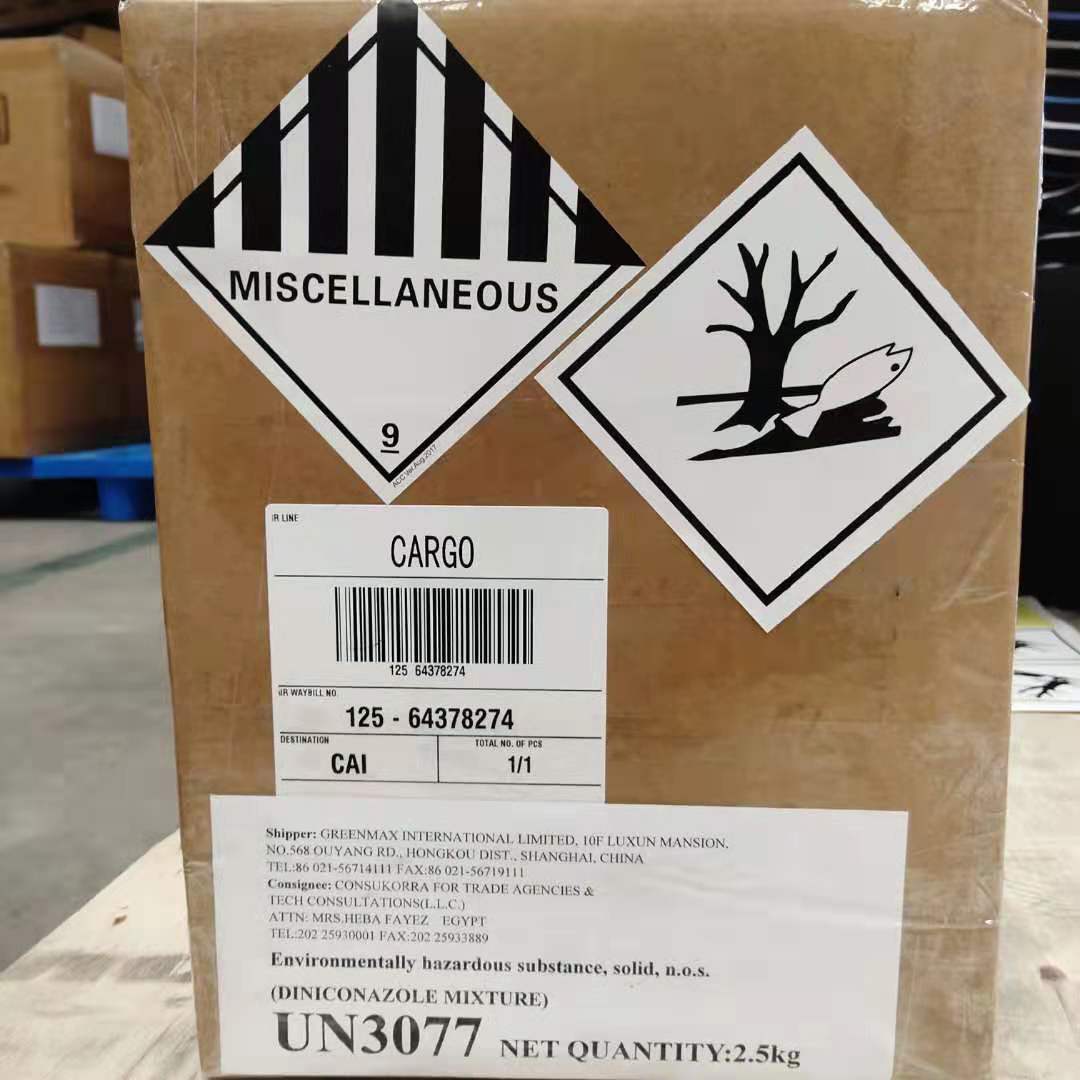 MISCELLANEOUS
9
CARGO
125 64378274
125 - 64378274
DESTINATION
TOTAL NO. OF PCS
CAI
1/1
Shipper: GREENMAX INTERNATIONAL LIMITED, 10F LUXUN MANSION,
NO.568 OUYANG RD., HONGKOU DIST., SHANGHAI, CHINA
TEL:86 021-56714111 FAX:86 021-56719111
Consignee: CONSUKORRA FOR TRADE AGENCIES &
TECH CONSULTATIONS(L.L.C.)
ATTN: MRS.HEBA FAYEZ EGYPT
TEL:202 25930001 FAX:202 25933889
Environmentally hazardous substance, solid, n.o.s.
(DINICONAZOLE MIXTURE)
UN3077 NET QUANTITY:2.5kg